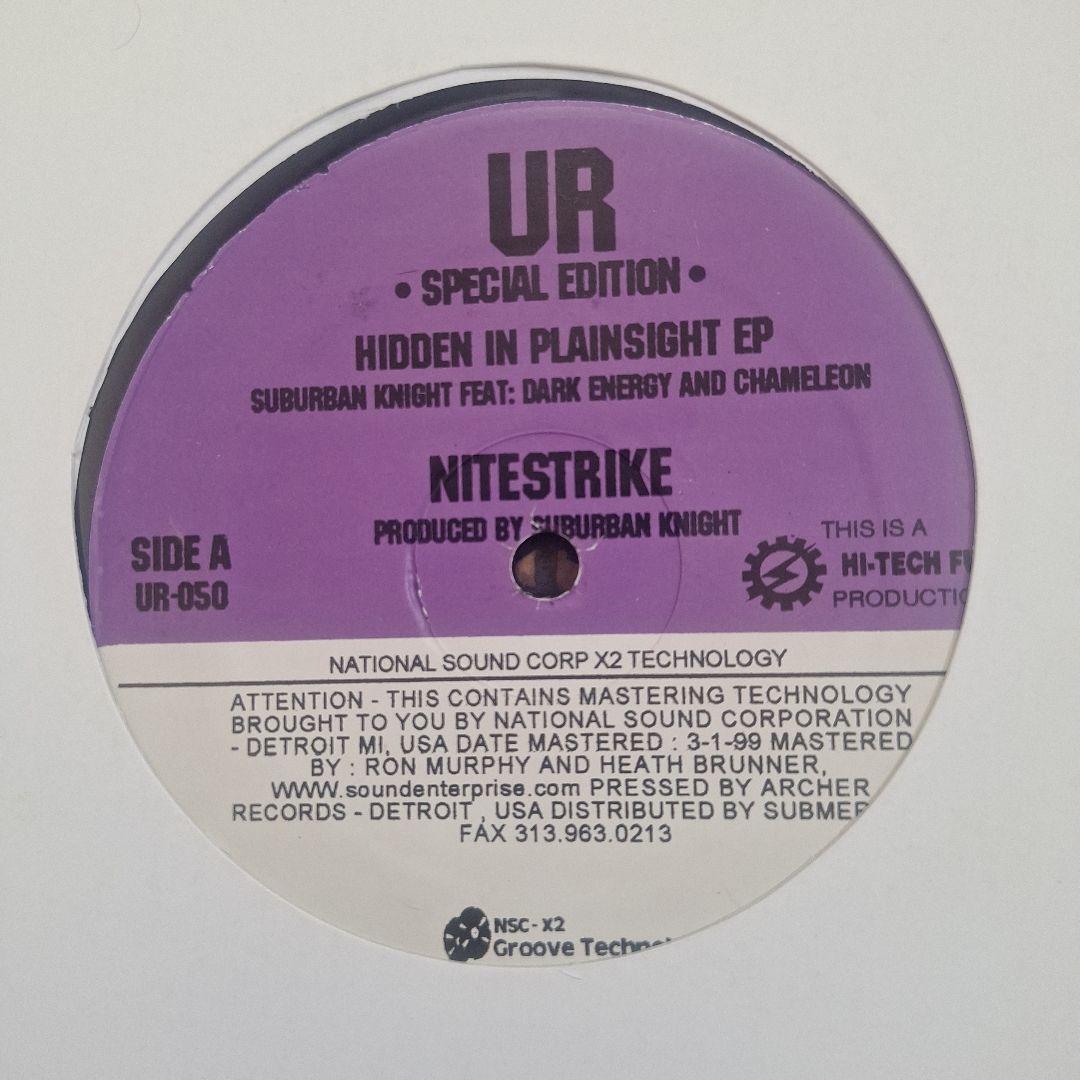 UR
• SPECIAL EDITION •
HIDDEN IN PLAINSIGHT EP
SUBURBAN KNIGHT FEAT: DARK ENERGY AND CHAMELEON
NITESTRIKE
PRODUCED BY SUBURBAN KNIGHT
SIDE A
UR-050
THIS IS A
HI-TECH
NATIONAL SOUND CORP X2 TECHNOLOGY
ATTENTION - THIS CONTAINS MASTERING TECHNOLOGY
BROUGHT TO YOU BY NATIONAL SOUND CORPORATION
- DETROIT MI, USA DATE MASTERED : 3-1-99 MASTERED
BY : RON MURPHY AND HEATH BRUNNER,
WWW.soundenterprise.com PRESSED BY ARCHER
RECORDS - DETROIT , USA DISTRIBUTED BY
FAX 313.963.0213
NSC - X2
Groove